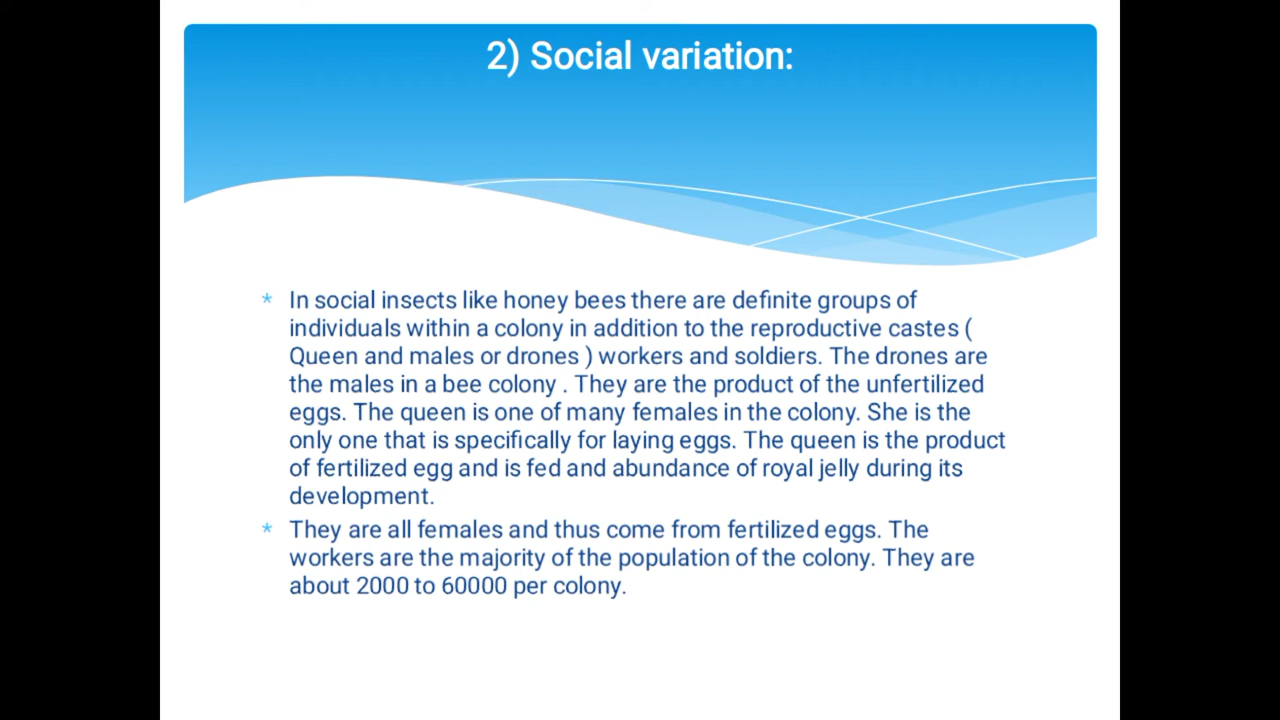 2) Social variation:
* In social insects like honey bees there are definite groups of
individuals within a colony in addition to the reproductive castes (
Queen and males or drones ) workers and soldiers. The drones are
the males in a bee colony . They are the product of the unfertilized
eggs. The queen is one of many females in the colony. She is the
only one that is specifically for laying eggs. The queen is the product
of fertilized egg and is fed and abundance of royal jelly during its
development.
* They are all females and thus come from fertilized eggs. The
workers are the majority of the population of the colony. They are
about 2000 to 60000 per colony.